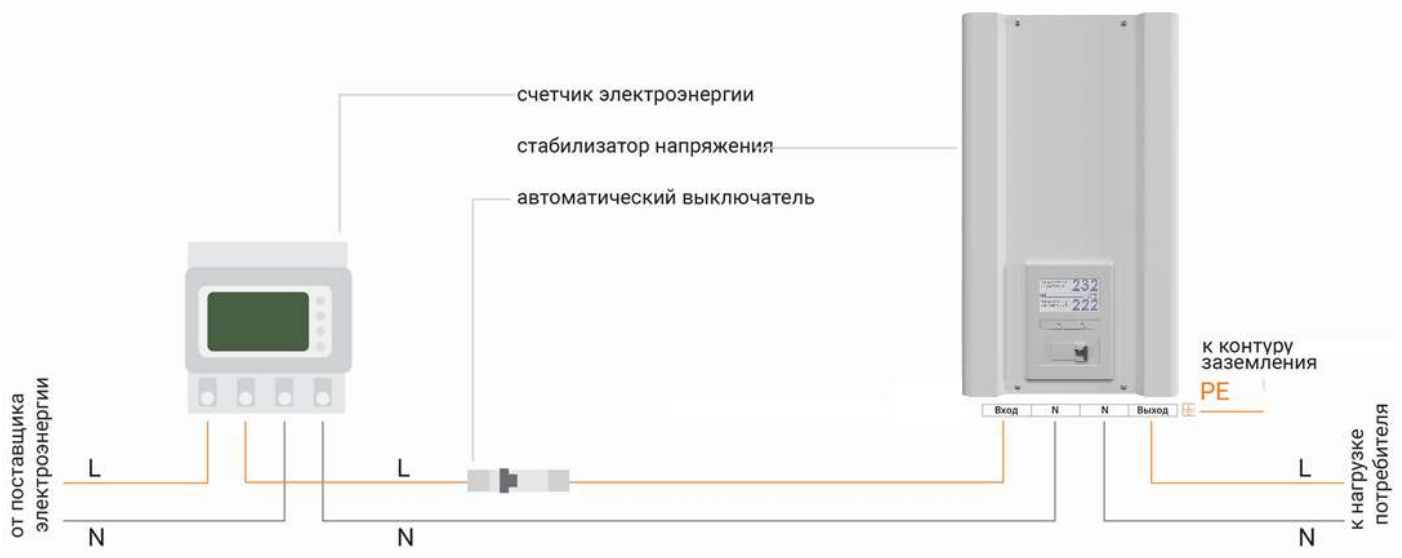 счетчик электроэнергии
стабилизатор напряжения
автоматический выключатель
232
222
к контуру
заземления
PE
Вход N N Выход
от поставщика
электроэнергии
L
N
L
N
L
N
к нагрузке
потребителя